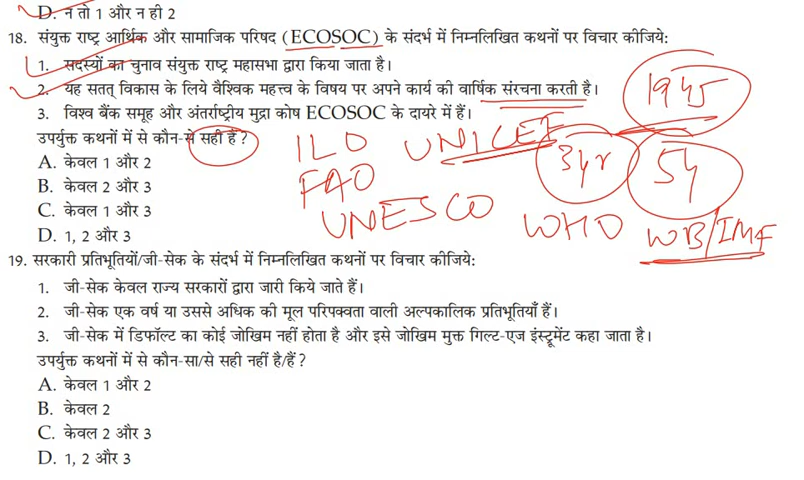 D. न तो 1 और न ही 2
18. संयुक्त राष्ट्र आर्थिक और सामाजिक परिषद (ECOSOC) के संदर्भ में निम्नलिखित कथनों पर विचार कीजिये:
1. सदस्यों का चुनाव संयुक्त राष्ट्र महासभा द्वारा किया जाता है।
2. यह सतत् विकास के लिये वैश्विक महत्त्व के विषय पर अपने कार्य की वार्षिक संरचना करती है।
1945
3. विश्व बैंक समूह और अंतर्राष्ट्रीय मुद्रा कोष ECOSOC के दायरे में हैं।
उपर्युक्त कथनों में से कौन-से सही हैं?
ILO UNICEF
A. केवल 1 और 2
FAO 3yr 54
B. केवल 2 और 3
UNESCO WHO WB/IMF
C. केवल 1 और 3
D. 1, 2 और 3
19. सरकारी प्रतिभूतियों/जी-सेक के संदर्भ में निम्नलिखित कथनों पर विचार कीजिये:
1. जी-सेक केवल राज्य सरकारों द्वारा जारी किये जाते हैं।
2. जी-सेक एक वर्ष या उससे अधिक की मूल परिपक्वता वाली अल्पकालिक प्रतिभूतियाँ हैं।
3. जी-सेक में डिफॉल्ट का कोई जोखिम नहीं होता है और इसे जोखिम मुक्त गिल्ट-एज इंस्ट्रूमेंट कहा जाता है।
उपर्युक्त कथनों में से कौन-सा/से सही नहीं है/हैं?
A. केवल 1 और 2
B. केवल 2
C. केवल 2 और 3
D. 1, 2 और 3